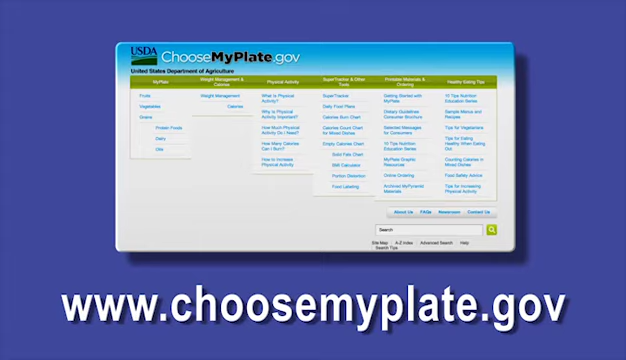 USDA ChooseMyPlate.gov
United States Department of Agriculture
MyPlate
Fruits
Vegetables
Grains
Protein Foods
Dairy
Oils
Weight Management & Calories
Weight Management
Calories
Physical Activity
What Is Physical Activity?
Why Is Physical Activity Important?
How Much Physical Activity Do I Need?
How Many Calories Can I Burn?
How to Increase Physical Activity
SuperTracker & Other Tools
SuperTracker
Daily Food Plans
Calories Burn Chart
Calories Count Chart for Mixed Dishes
Empty Calories Chart
Solid Fats Chart
BMI Calculator
Portion Distortion
Food Labeling
Printable Materials & Ordering
Getting Started with MyPlate
Dietary Guidelines Consumer Brochure
Selected Messages for Consumers
10 Tips Nutrition Education Series
MyPlate Graphic Resources
Online Ordering
Archived MyPyramid Materials
Healthy Eating Tips
10 Tips Nutrition Education Series
Sample Menus and Recipes
Tips for Vegetarians
Tips for Eating Healthy When Eating Out
Counting Calories in Mixed Dishes
Food Safety Advice
Tips for Increasing Physical Activity
About Us FAQs Newsroom Contact Us
Search
Site Map A-Z Index Advanced Search Help
Search Tips
www.choosemyplate.gov